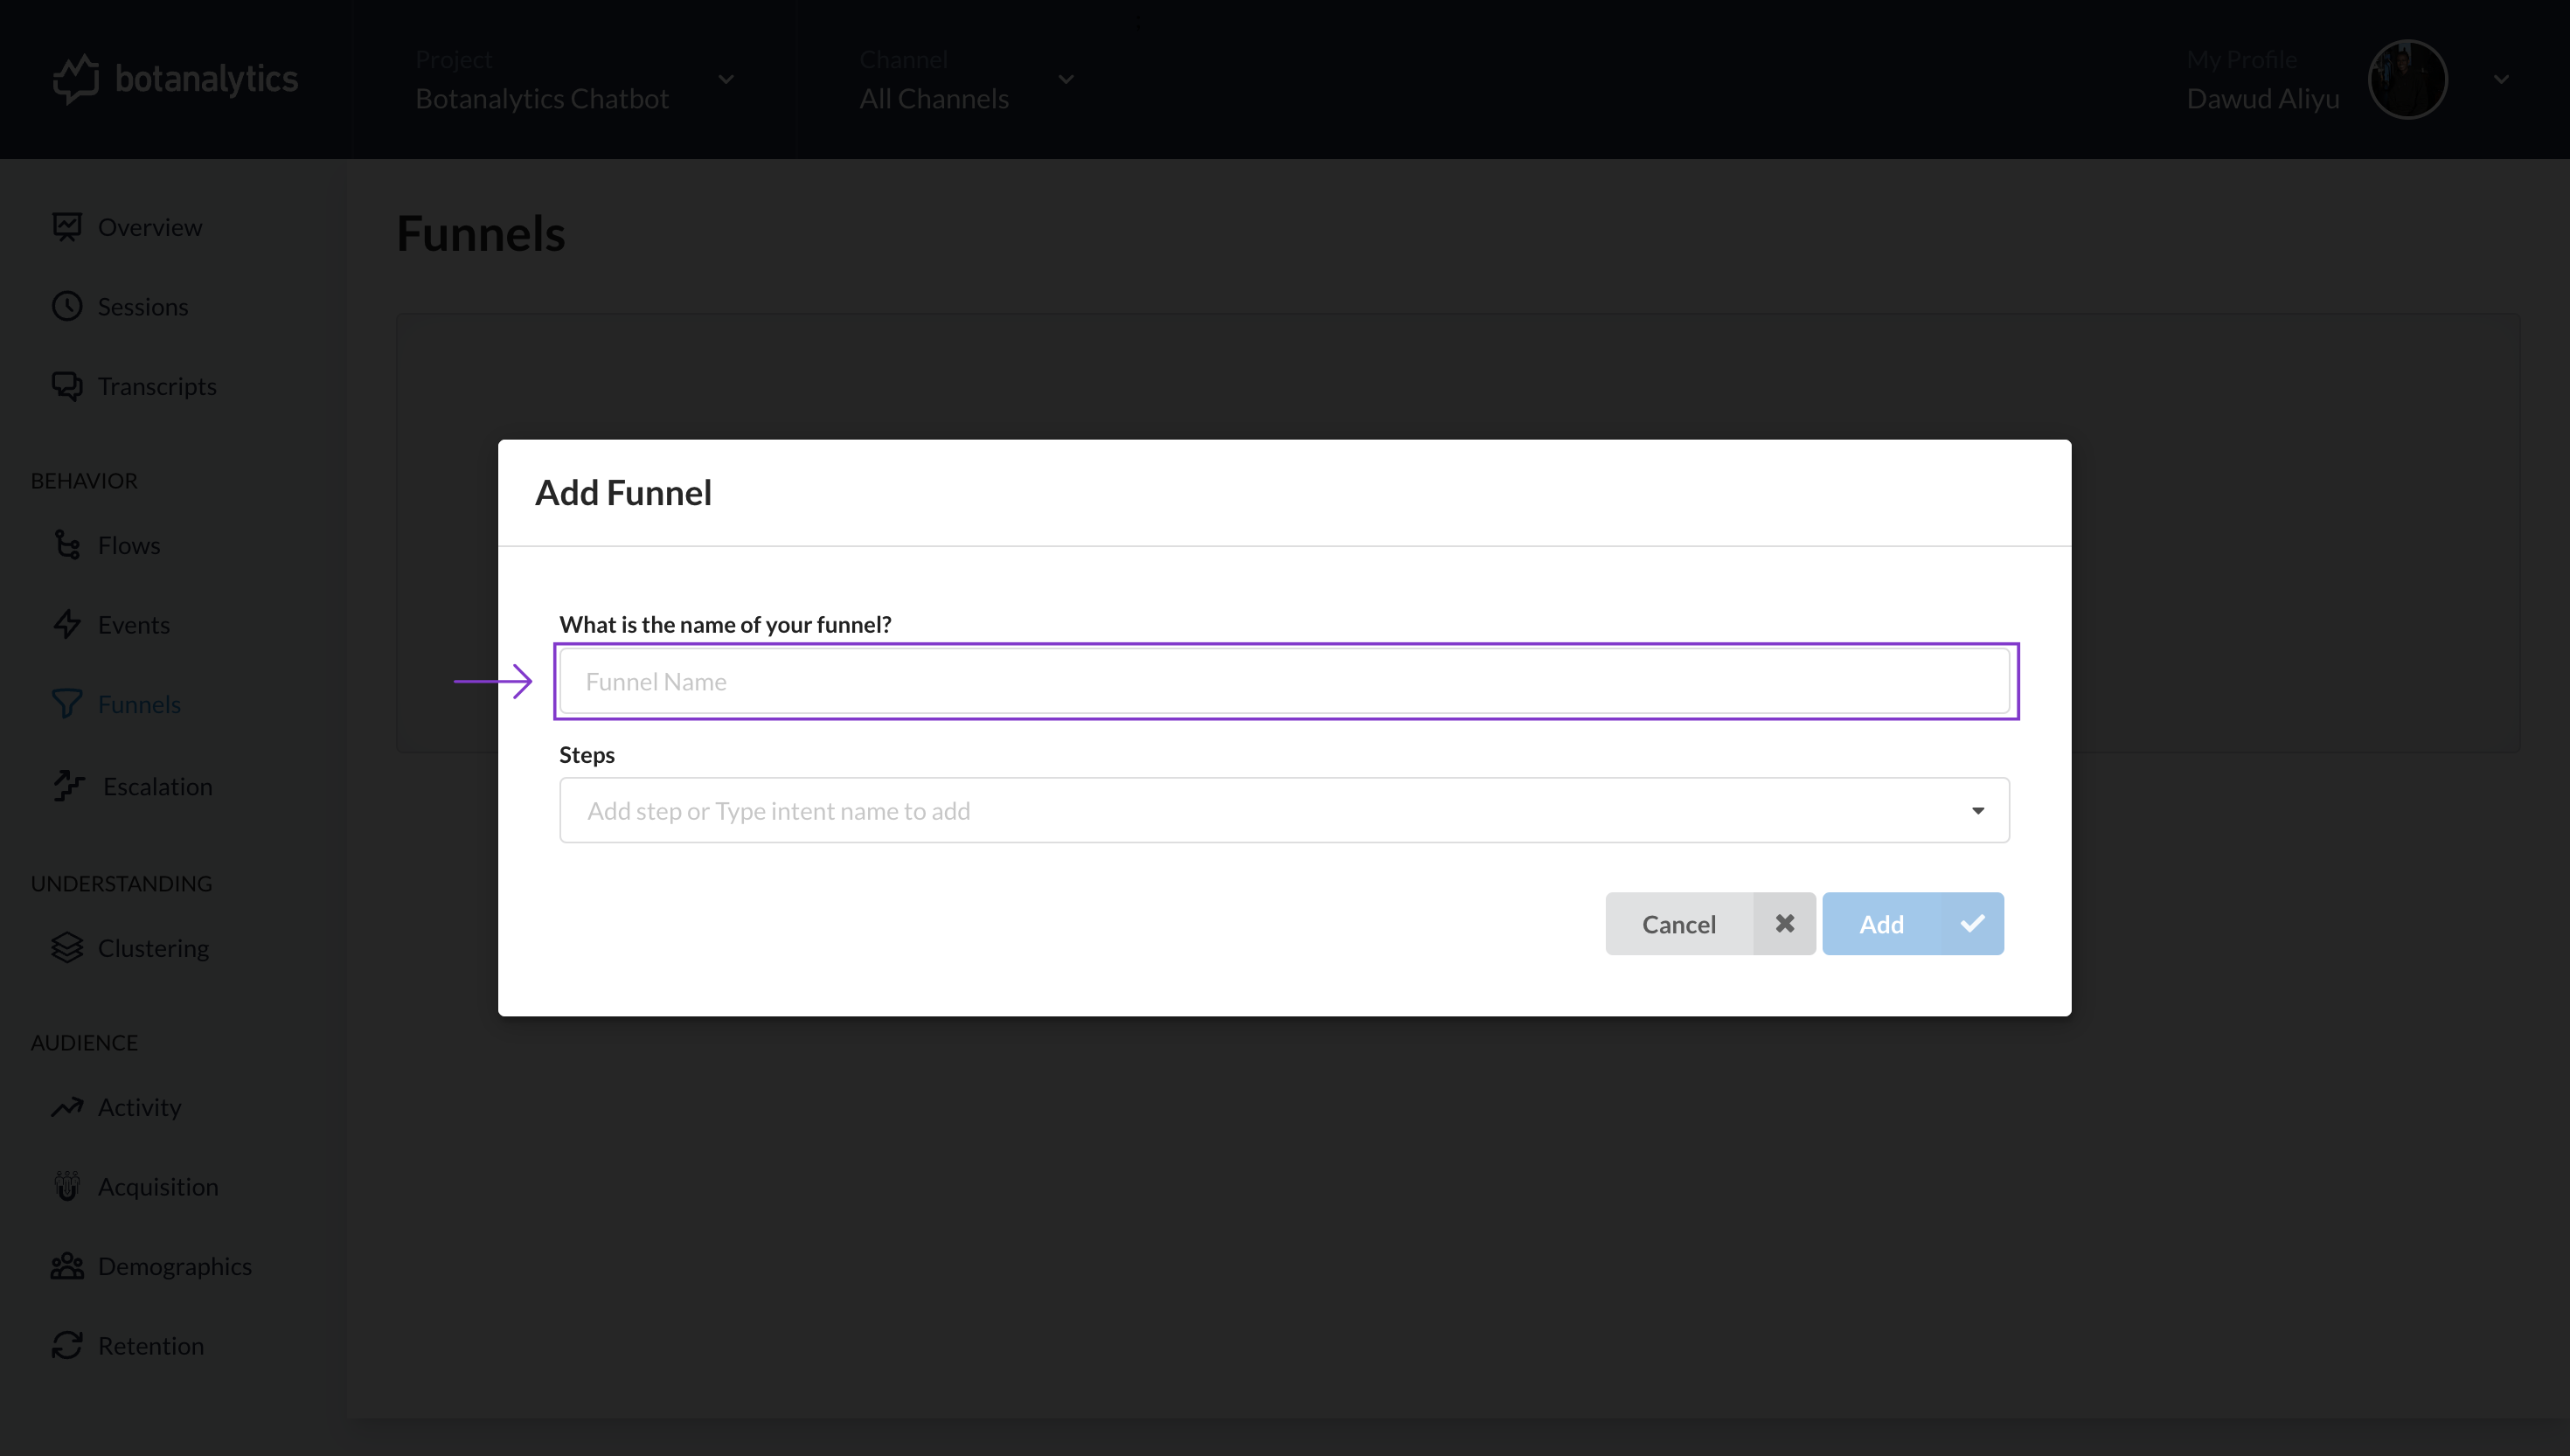 botanalytics
Project
Botanalytics Chatbot
Channel
All Channels
My Profile
Dawud Aliyu
Overview
Sessions
Transcripts
BEHAVIOR
Flows
Events
Funnels
Escalation
UNDERSTANDING
Clustering
AUDIENCE
Activity
Acquisition
Demographics
Retention
Funnels
Add Funnel
What is the name of your funnel?
Funnel Name
Steps
Add step or Type intent name to add
Cancel
Add